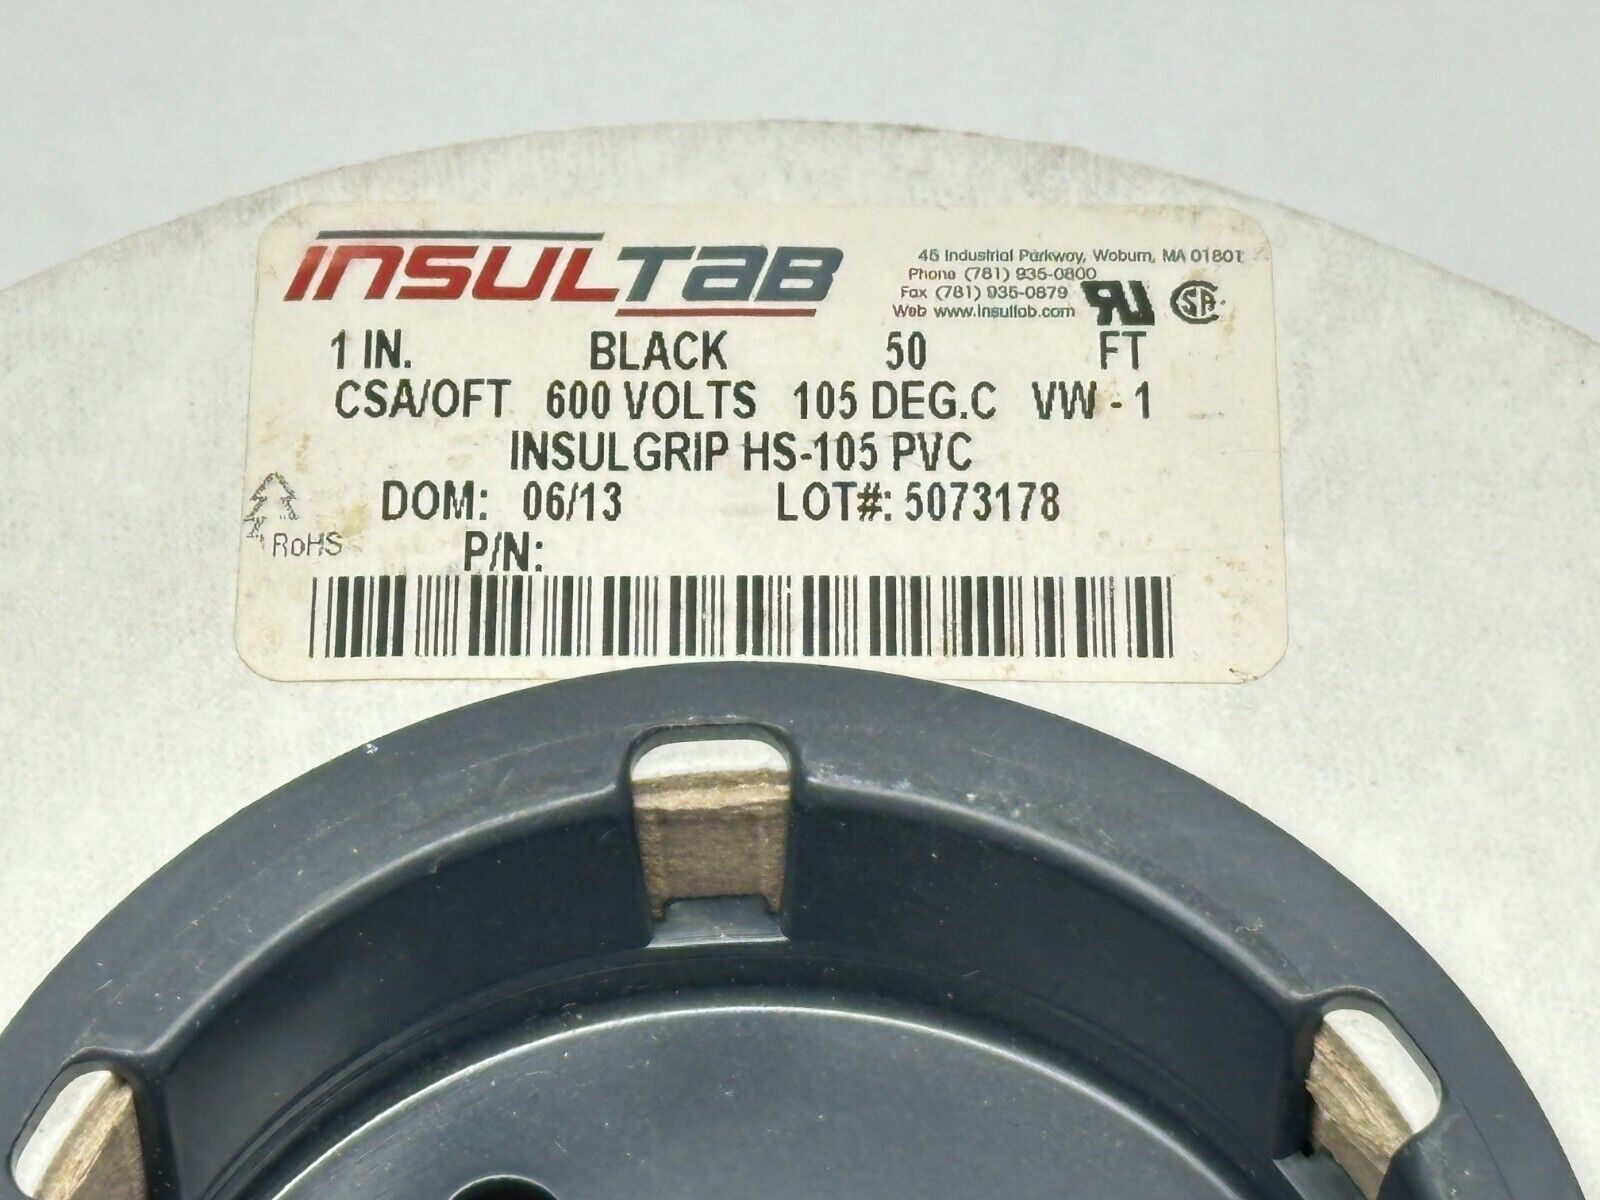 INSULTAB
45 Industrial Parkway, Woburn, MA 01801
Phone (781) 935-0800
Fax (781) 935-0879
Web www.insultab.com
RU SA
1 IN. BLACK 50 FT
CSA/OFT 600 VOLTS 105 DEG.C VW - 1
INSULGRIP HS-105 PVC
DOM: 06/13 LOT#: 5073178
RoHS
P/N: